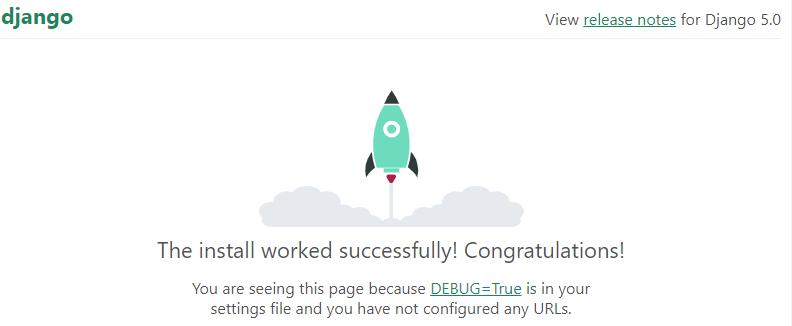 django
View release notes for Django 5.0
The install worked successfully! Congratulations!
You are seeing this page because DEBUG=True is in your
settings file and you have not configured any URLs.